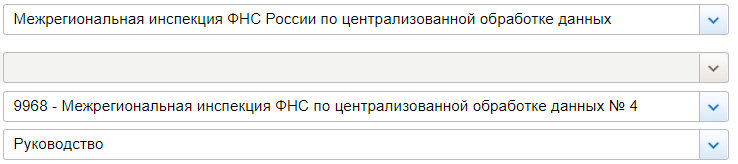 Межрегиональная инспекция ФНС России по централизованной обработке данных
9968 - Межрегиональная инспекция ФНС по централизованной обработке данных № 4
Руководство